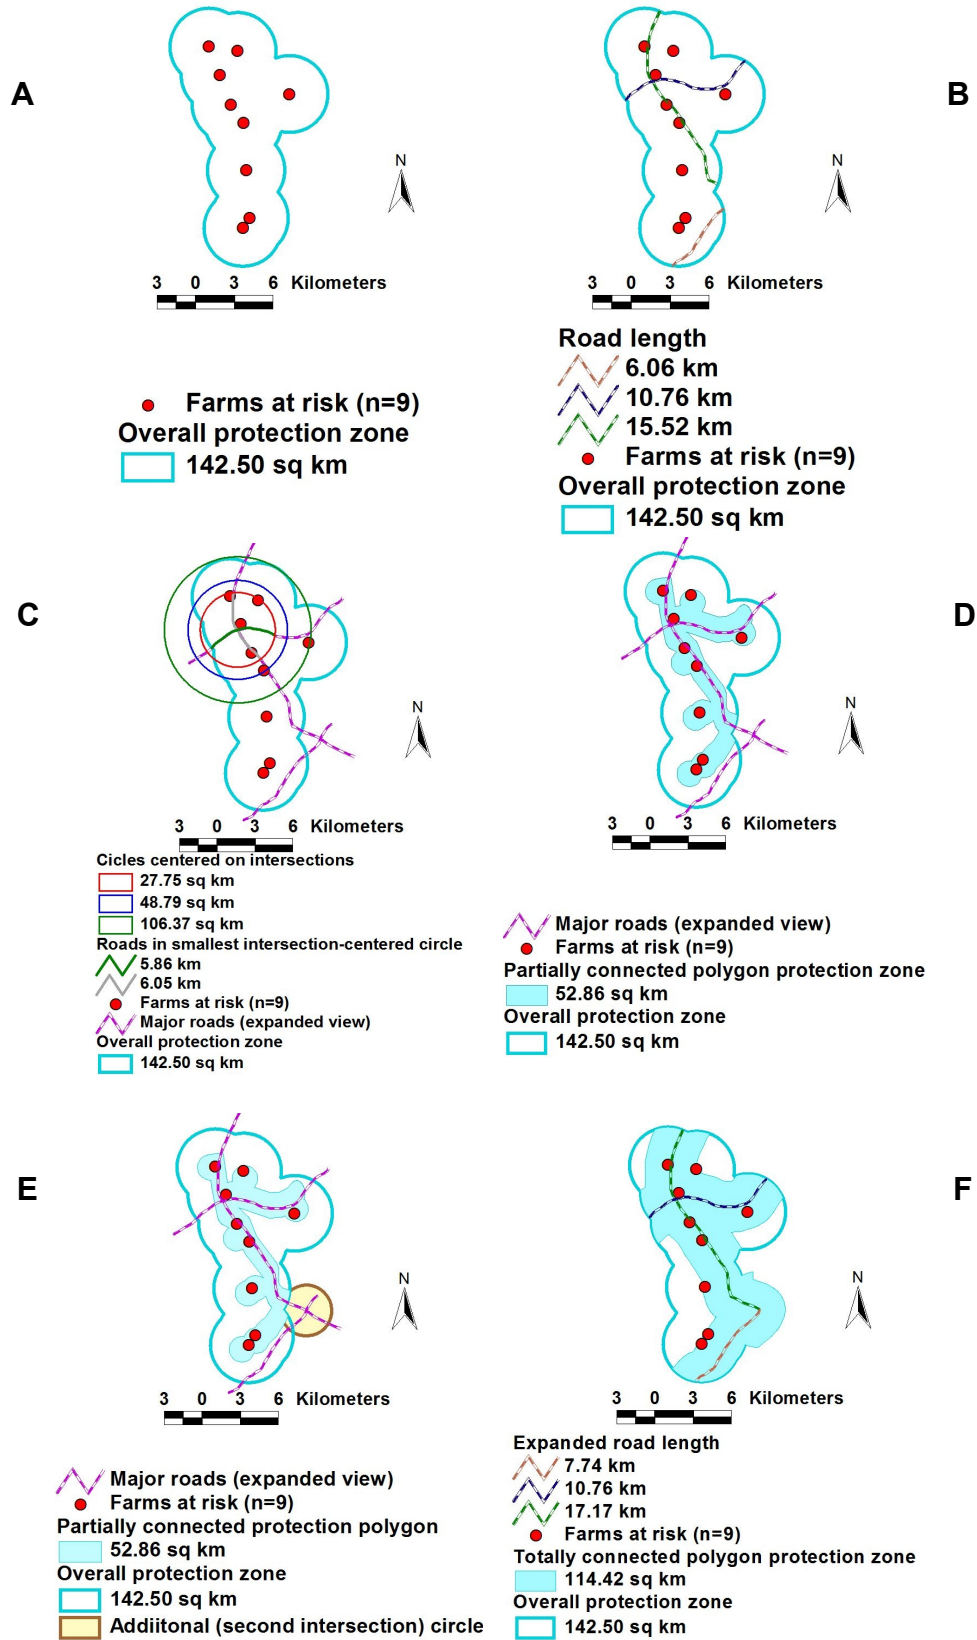 A
N
3 0 3 6 Kilometers
Farms at risk (n=9)
Overall protection zone
142.50 sq km
B
N
3 0 3 6 Kilometers
Road length
6.06 km
10.76 km
15.52 km
Farms at risk (n=9)
Overall protection zone
142.50 sq km
C
N
3 0 3 6 Kilometers
Cicles centered on intersections
27.75 sq km
48.79 sq km
106.37 sq km
Roads in smallest intersection-centered circle
5.86 km
6.05 km
Farms at risk (n=9)
Major roads (expanded view)
Overall protection zone
142.50 sq km
D
N
3 0 3 6 Kilometers
Major roads (expanded view)
Farms at risk (n=9)
Partially connected polygon protection zone
52.86 sq km
Overall protection zone
142.50 sq km
E
N
3 0 3 6 Kilometers
Major roads (expanded view)
Farms at risk (n=9)
Partially connected protection polygon
52.86 sq km
Overall protection zone
142.50 sq km
Addiitonal (second intersection) circle
F
N
3 0 3 6 Kilometers
Expanded road length
7.74 km
10.76 km
17.17 km
Farms at risk (n=9)
Totally connected polygon protection zone
114.42 sq km
Overall protection zone
142.50 sq km